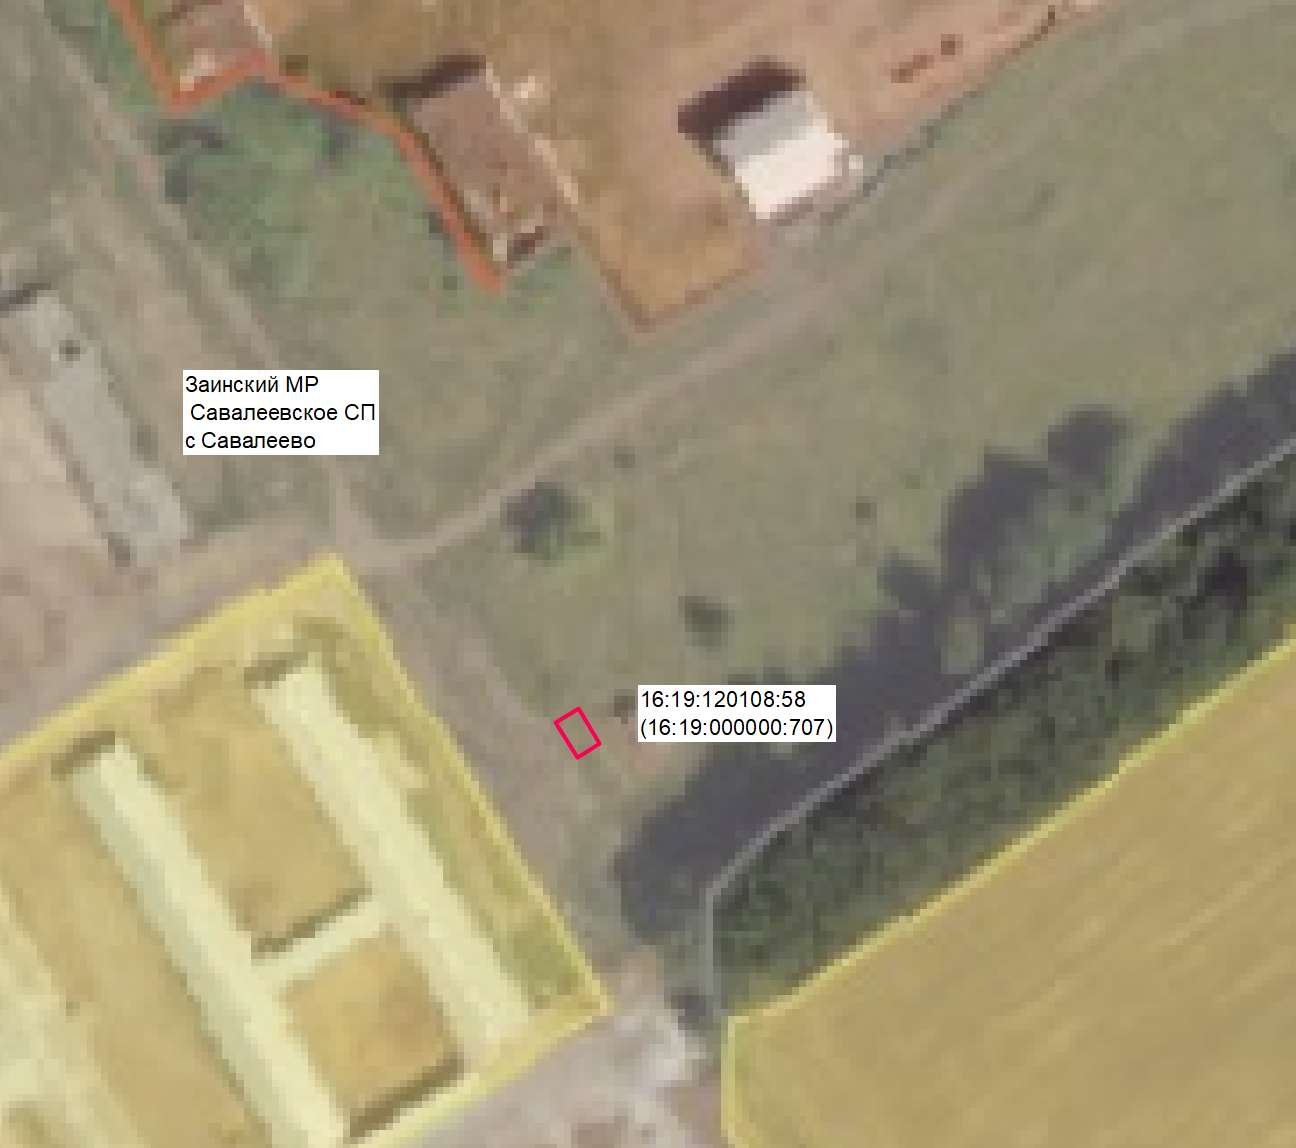 Заинский МР
Савалеевское СП
с Савалеево
16:19:120108:58
(16:19:000000:707)